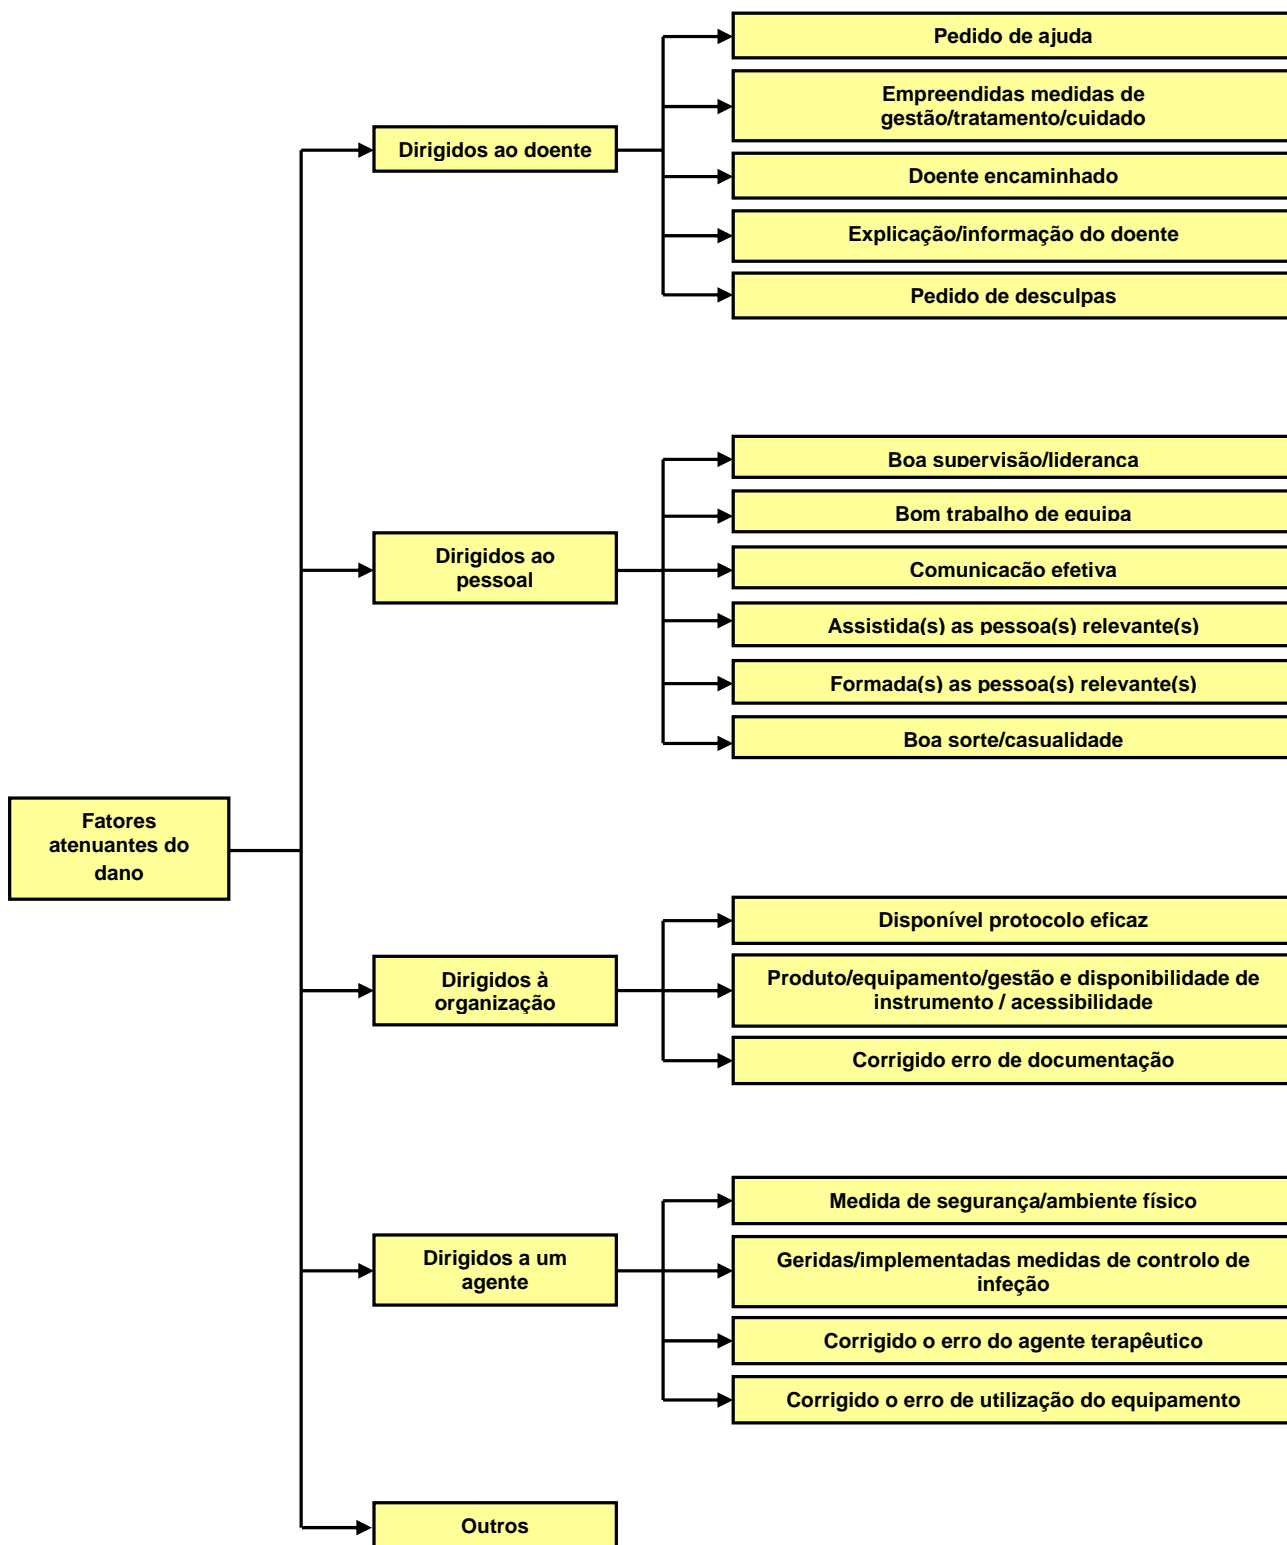 Pedido de ajuda
Empreendidas medidas de
gestão/tratamento/cuidado
Dirigidos ao doente
Doente encaminhado
Explicação/informação do doente
Pedido de desculpas
Boa supervisão/liderança
Bom trabalho de equipa
Dirigidos ao
pessoal
Comunicação efetiva
Assistida(s) as pessoa(s) relevante(s)
Formada(s) as pessoa(s) relevante(s)
Boa sorte/casualidade
Fatores
atenuantes do
dano
Disponível protocolo eficaz
Dirigidos à
organização
Produto/equipamento/gestão e disponibilidade de
instrumento / acessibilidade
Corrigido erro de documentação
Medida de segurança/ambiente físico
Dirigidos a um
agente
Geridas/implementadas medidas de controlo de
infeção
Corrigido o erro do agente terapêutico
Corrigido o erro de utilização do equipamento
Outros